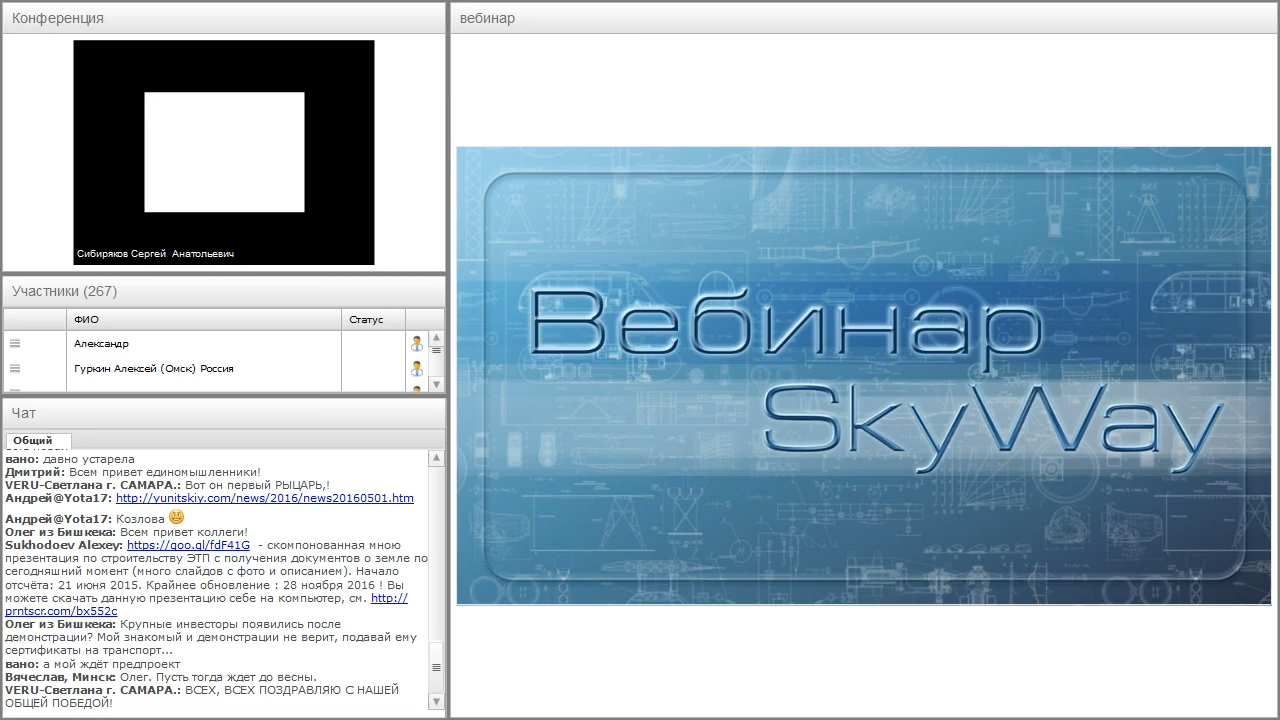 Конференция
Сибиряков Сергей Анатольевич
Участники (267)
ФИО Статус
Александр
Гуркин Алексей (Омск) Россия
Чат
Общий
вано: давно устарела
Дмитрий: Всем привет единомышленники!
VERU-Светлана г. САМАРА.: Вот он первый РЫЦАРЬ,!
Андрей@Yota17: http://yunitskiy.com/news/2016/news20160501.htm
Андрей@Yota17: Козлова
Олег из Бишкека: Всем привет коллеги!
Sukhodoev Alexey: https://goo.gl/fdF41G - скомпонованная мною
презентация по строительству ЭТП с получения документов о земле по
сегодняшний момент (много слайдов с фото и описанием). Начало
отсчёта: 21 июня 2015. Крайнее обновление : 28 ноября 2016 ! Вы
можете скачать данную презентацию себе на компьютер, см. http://
prntscr.com/bx552c
Олег из Бишкека: Крупные инвесторы появились после
демонстрации? Мой знакомый и демонстрации не верит, подавай ему
сертификаты на транспорт...
вано: а мой ждёт предпроект
Вячеслав, Минск: Олег. Пусть тогда ждет до весны.
VERU-Светлана г. САМАРА.: ВСЕХ, ВСЕХ ПОЗДРАВЛЯЮ С НАШЕЙ
ОБЩЕЙ ПОБЕДОЙ!
вебинар
Вебинар
SkyWay